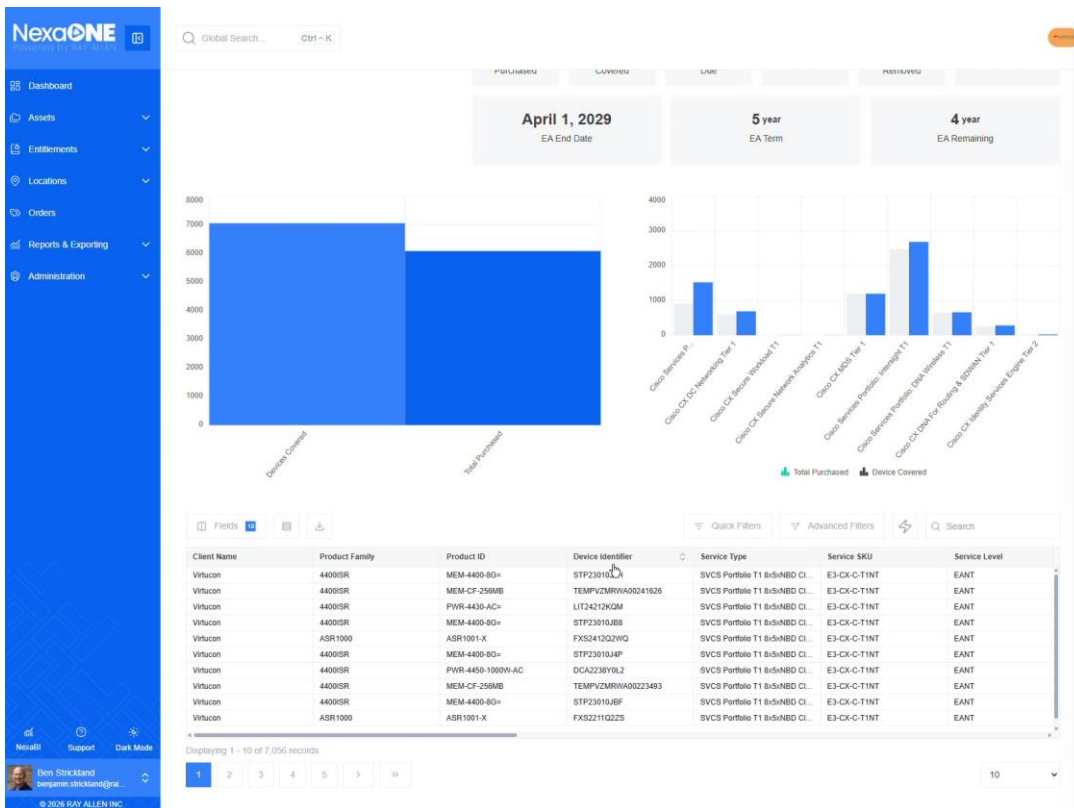 NexaONE
Powered by RAY ALLEN
Global Search...
Ctrl ~ K
Dashboard
Assets
Entitlements
Locations
Orders
Reports & Exporting
Administration
Purchased
Covered
Due
Removed
April 1, 2029
EA End Date
5 year
EA Term
4 year
EA Remaining
8000
7000
6000
5000
4000
3000
2000
1000
0
Devices Covered
Total Purchased
4000
3000
2000
1000
0
Cisco Services P...
Cisco CX DC Networking Tier 1
Cisco CX Secure Workload T1
Cisco CX Secure Network Analytics T1
Cisco CX MDS Tier 1
Cisco Services Portfolio: Intersight T1
Cisco Services Portfolio: DNA Wireless T1
Cisco CX DNA For Routing & SDWAN Tier 1
Cisco CX Identity Services Engine Tier 2
Total Purchased
Device Covered
Fields 18
Quick Filters
Advanced Filters
Search
Client Name Product Family Product ID Device Identifier Service Type Service SKU Service Level
Virtucon 4400ISR MEM-4400-8G= SVCS Portfolio T1 8x5xNBD Cl... E3-CX-C-T1NT EANT
Virtucon 4400ISR MEM-CF-256MB TEMPVZMRWA00241626 SVCS Portfolio T1 8x5xNBD Cl... E3-CX-C-T1NT EANT
Virtucon 4400ISR PWR-4430-AC= LIT24212KQM SVCS Portfolio T1 8x5xNBD Cl... E3-CX-C-T1NT EANT
Virtucon 4400ISR MEM-4400-8G= STP23010JB8 SVCS Portfolio T1 8x5xNBD Cl... E3-CX-C-T1NT EANT
Virtucon ASR1000 ASR1001-X FXS2412Q2WQ SVCS Portfolio T1 8x5xNBD Cl... E3-CX-C-T1NT EANT
Virtucon 4400ISR MEM-4400-8G= STP23010J4P SVCS Portfolio T1 8x5xNBD Cl... E3-CX-C-T1NT EANT
Virtucon 4400ISR PWR-4450-1000W-AC DCA2238Y0L2 SVCS Portfolio T1 8x5xNBD Cl... E3-CX-C-T1NT EANT
Virtucon 4400ISR MEM-CF-256MB TEMPVZMRWA00223493 SVCS Portfolio T1 8x5xNBD Cl... E3-CX-C-T1NT EANT
Virtucon 4400ISR MEM-4400-8G= STP23010JBF SVCS Portfolio T1 8x5xNBD Cl... E3-CX-C-T1NT EANT
Virtucon ASR1000 ASR1001-X FXS2211Q2ZS SVCS Portfolio T1 8x5xNBD Cl... E3-CX-C-T1NT EANT
Displaying 1 - 10 of 7,056 records
1 2 3 4 5 > >>
10
NexaBI
Support
Dark Mode
Ben Strickland
benjamin.strickland@rai...
© 2026 RAY ALLEN INC